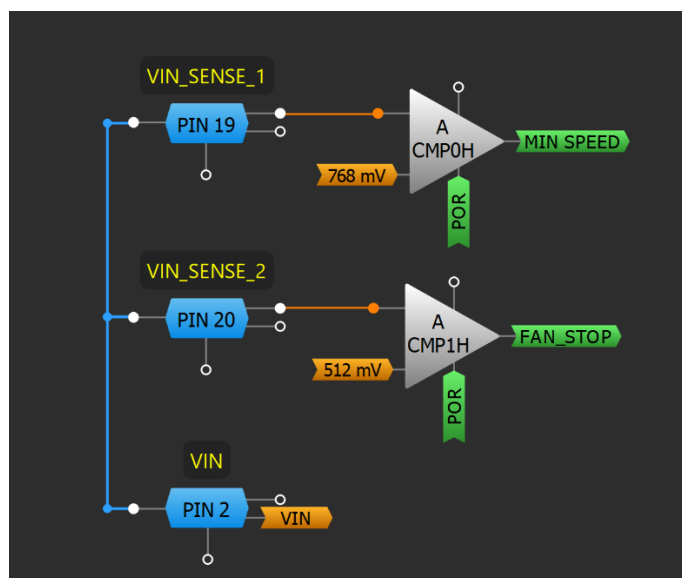 VIN_SENSE_1
PIN 19
A
CMP0H
MIN SPEED
768 mV
POR
VIN_SENSE_2
PIN 20
A
CMP1H
FAN_STOP
512 mV
POR
VIN
PIN 2
VIN